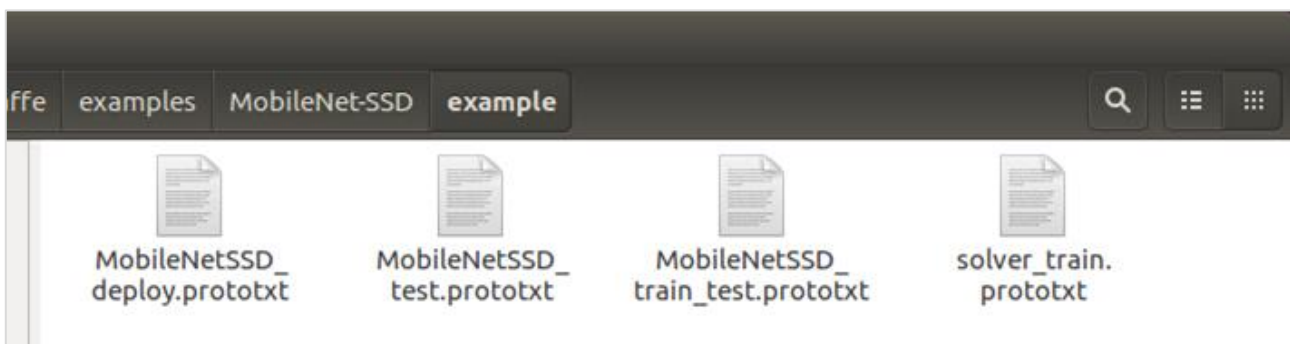 ffe examples MobileNet-SSD example
MobileNetSSD_ MobileNetSSD_ MobileNetSSD_ solver_train.
deploy.prototxt test.prototxt train_test.prototxt prototxt